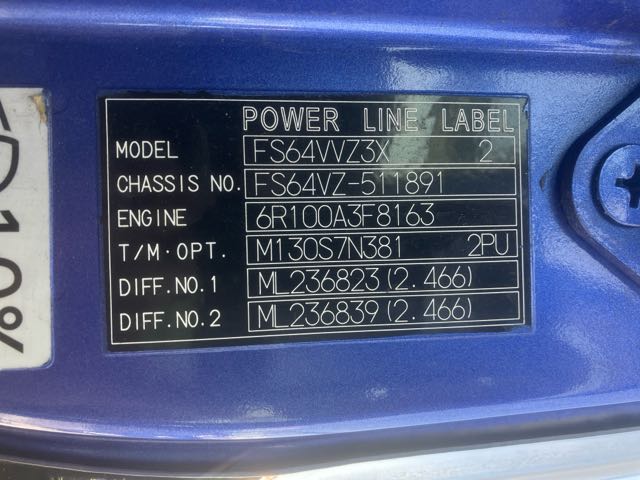 POWER LINE LABEL
MODEL FS64VVZ3X 2
CHASSIS NO. FS64VZ-511891
ENGINE 6R100A3F8163
T/M·OPT. M130S7N381 2PU
DIFF.NO.1 ML236823(2.466)
DIFF.NO.2 ML236839(2.466)